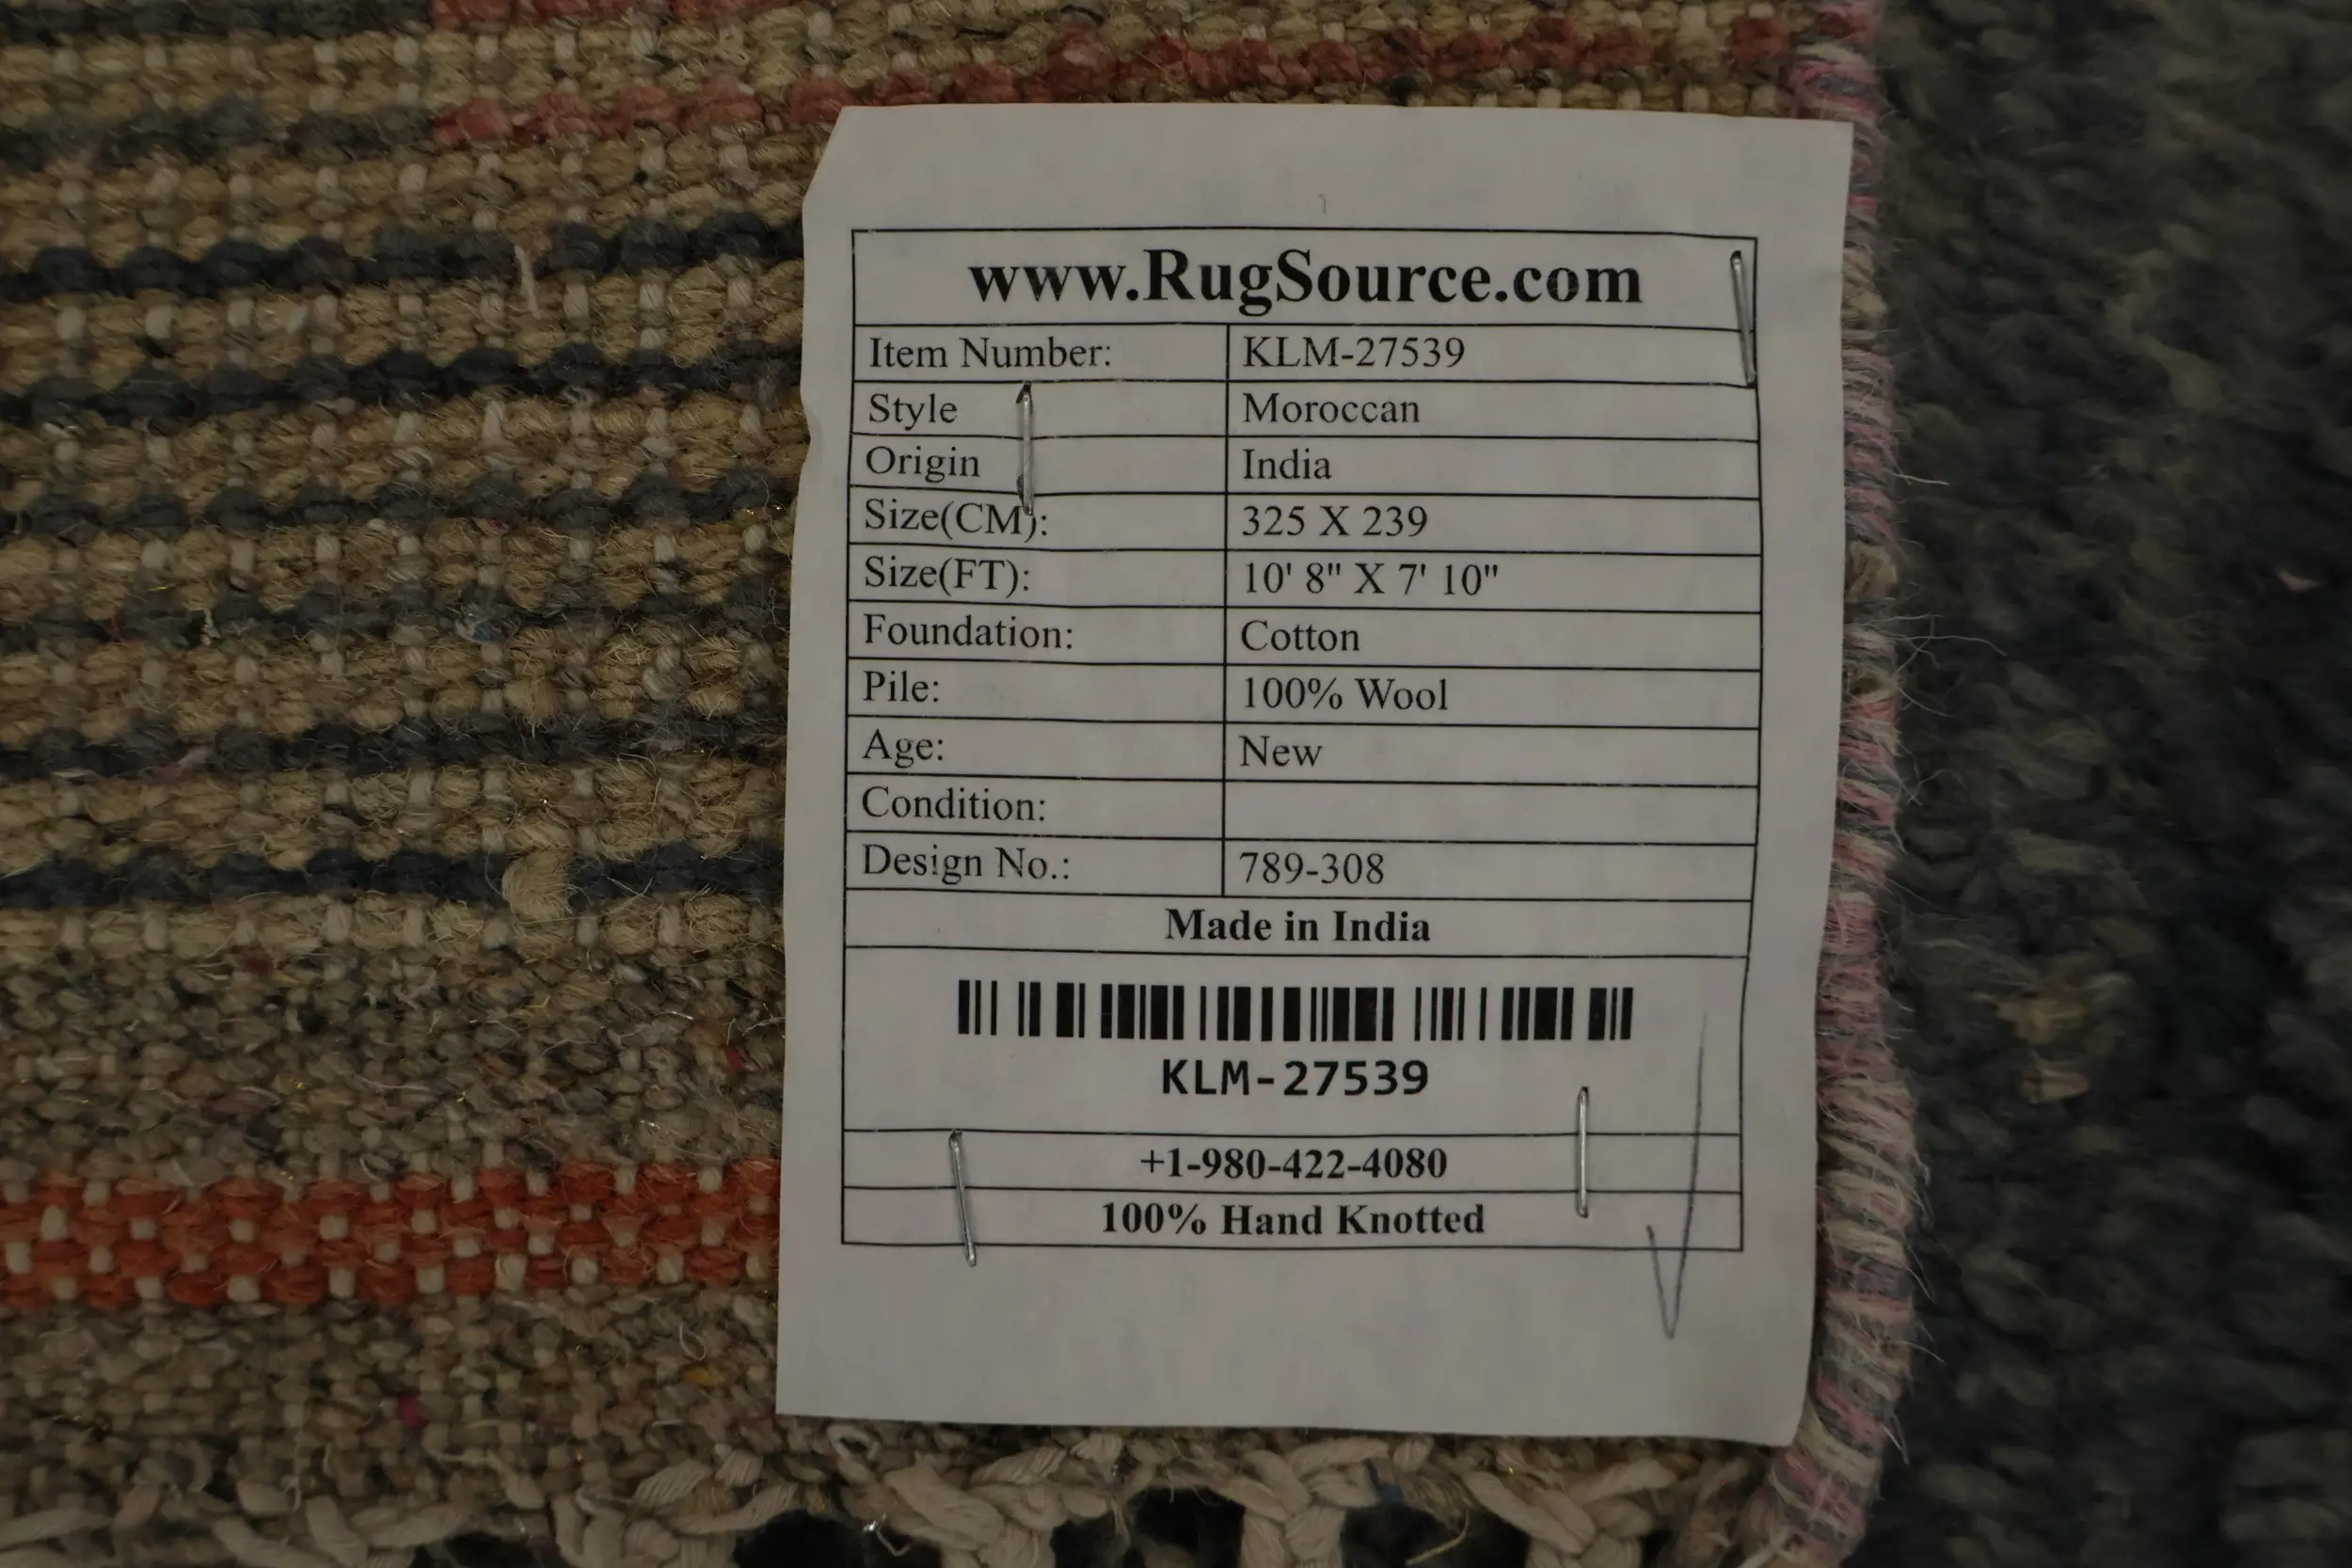 www.RugSource.com
Item Number: KLM-27539
Style Moroccan
Origin India
Size(CM): 325 X 239
Size(FT): 10' 8" X 7' 10"
Foundation: Cotton
Pile: 100% Wool
Age: New
Condition:
Design No.: 789-308
Made in India
KLM-27539
+1-980-422-4080
100% Hand Knotted